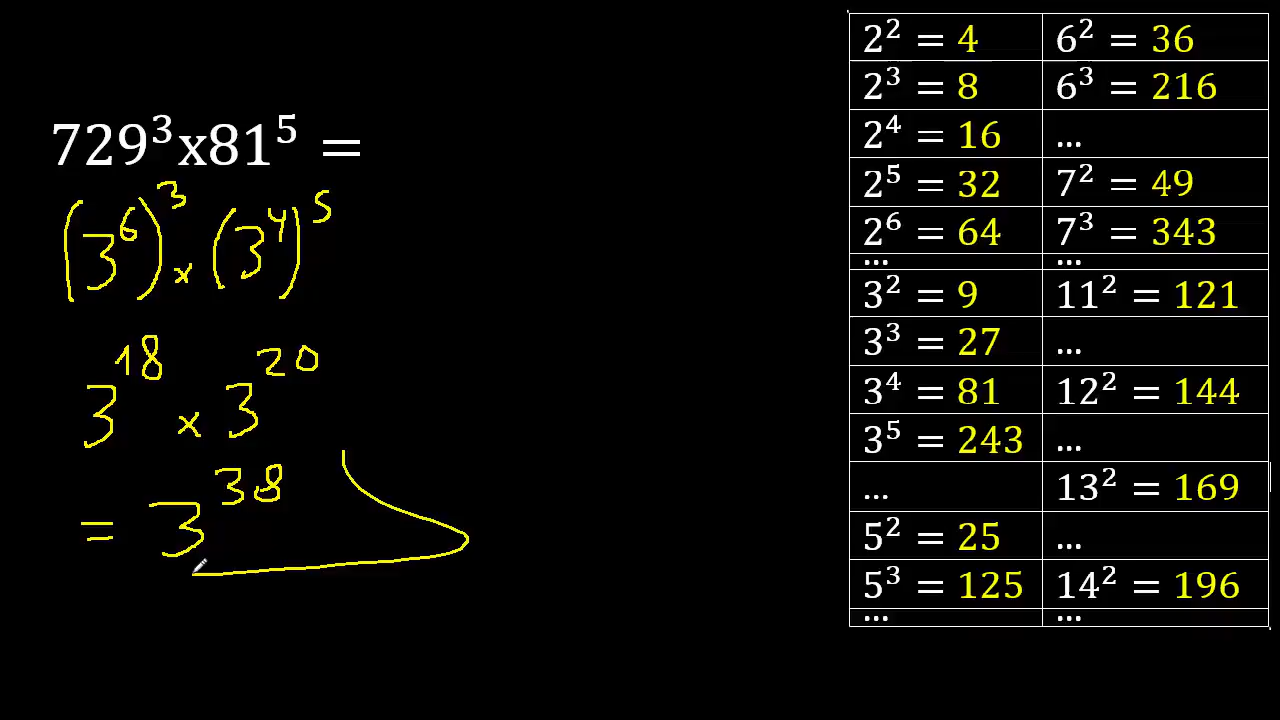 729³x81⁵ =
(3⁶)³ x (3⁴)⁵
3¹⁸ x 3²⁰
= 3³⁸
2² = 4 6² = 36
2³ = 8 6³ = 216
2⁴ = 16 ...
2⁵ = 32 7² = 49
2⁶ = 64 7³ = 343
... ...
3² = 9 11² = 121
3³ = 27 ...
3⁴ = 81 12² = 144
3⁵ = 243 ...
... 13² = 169
5² = 25 ...
5³ = 125 14² = 196
... ...